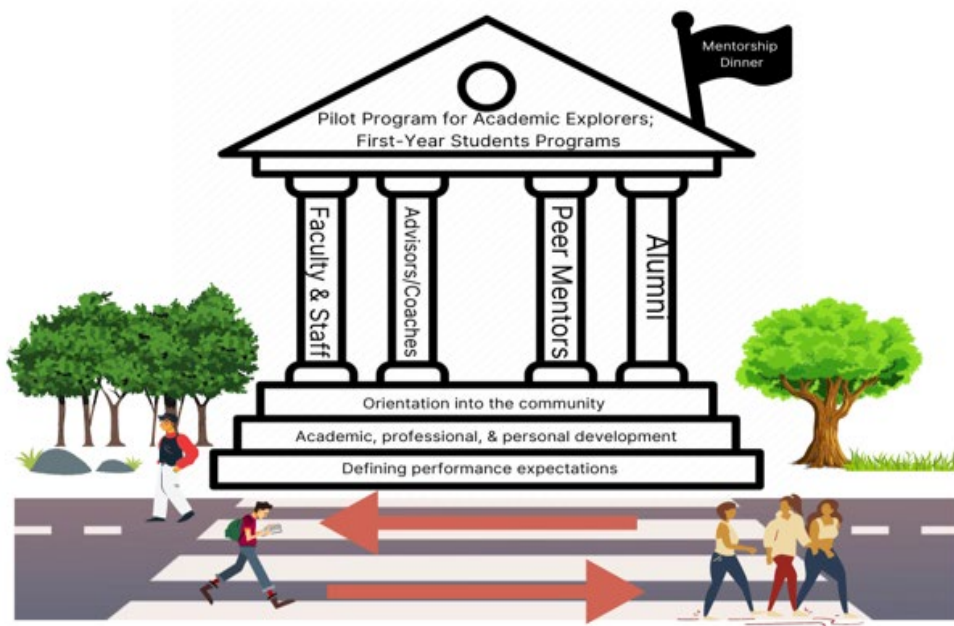 Mentorship
Dinner
Pilot Program for Academic Explorers;
First-Year Students Programs
Faculty & Staff
Advisors/Coaches
Peer Mentors
Alumni
Orientation into the community
Academic, professional, & personal development
Defining performance expectations